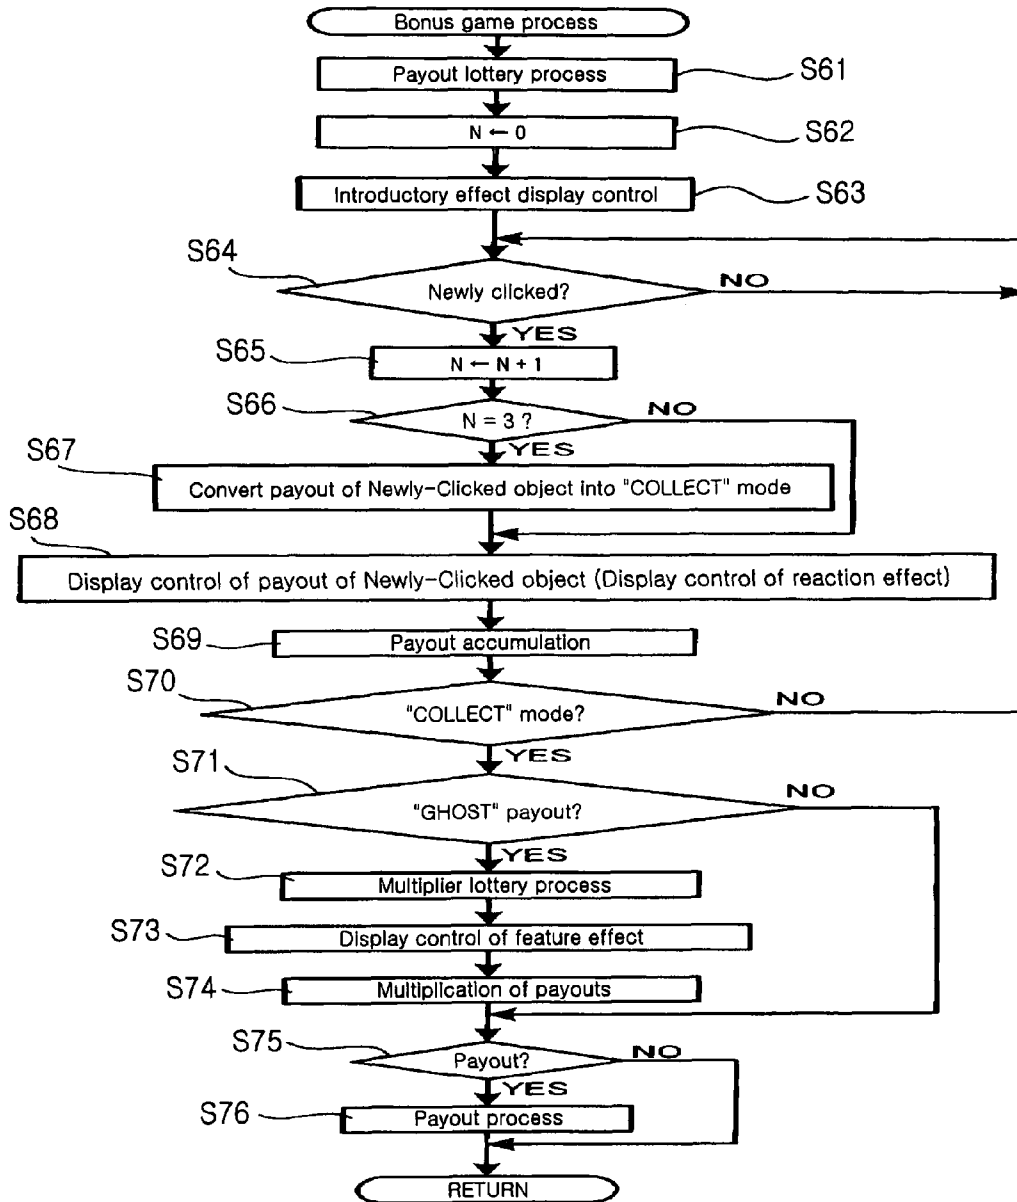 Bonus game process
Payout lottery process
S61
N ← 0
S62
Introductory effect display control
S63
S64
Newly clicked?
NO
YES
S65
N ← N + 1
S66
N = 3 ?
NO
YES
S67
Convert payout of Newly-Clicked object into "COLLECT" mode
S68
Display control of payout of Newly-Clicked object (Display control of reaction effect)
S69
Payout accumulation
S70
"COLLECT" mode?
NO
YES
S71
"GHOST" payout?
NO
YES
S72
Multiplier lottery process
S73
Display control of feature effect
S74
Multiplication of payouts
S75
Payout?
NO
YES
S76
Payout process
RETURN